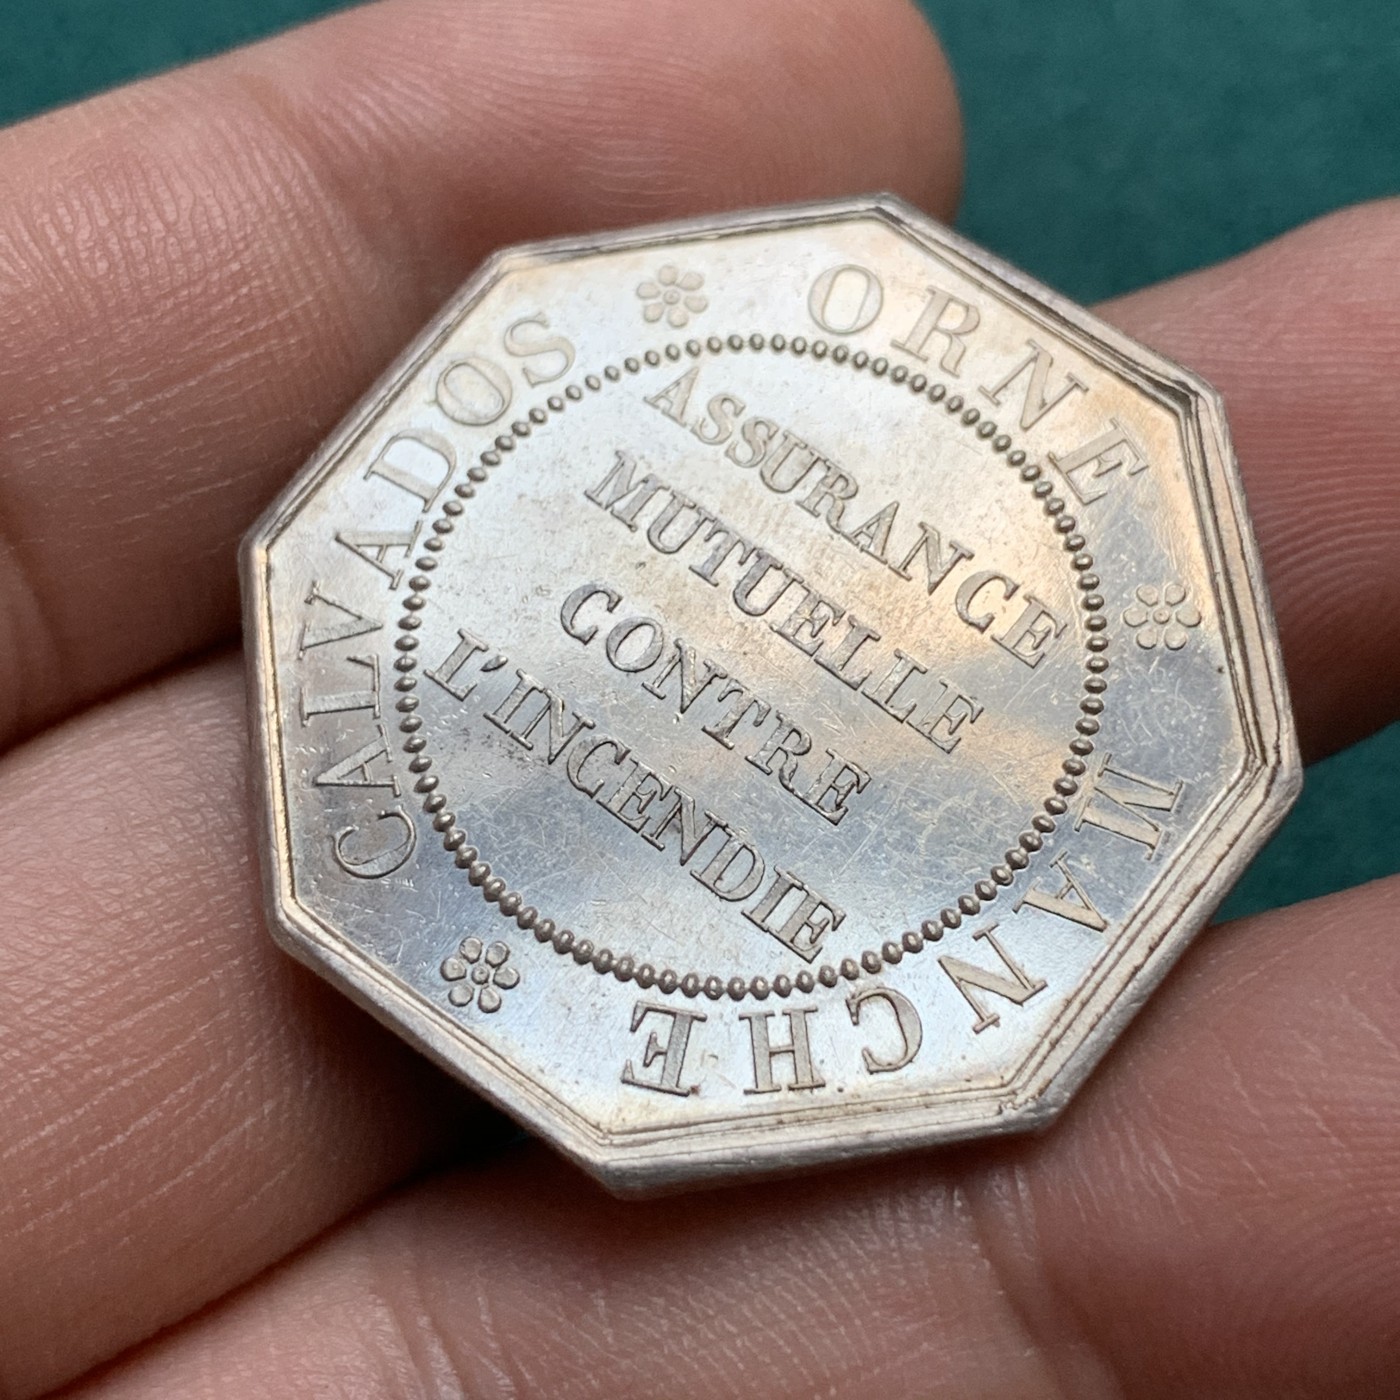 CALVADOS ORNE MANCHE
ASSURANCE
MUTUELLE
CONTRE
L'INCENDIE